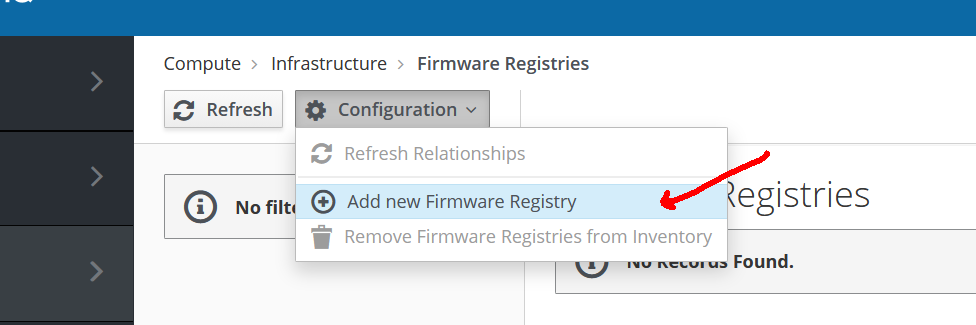 Compute > Infrastructure > Firmware Registries
Refresh Configuration
Refresh Relationships
Add new Firmware Registry
Remove Firmware Registries from Inventory
No
Registries
No Records Found.